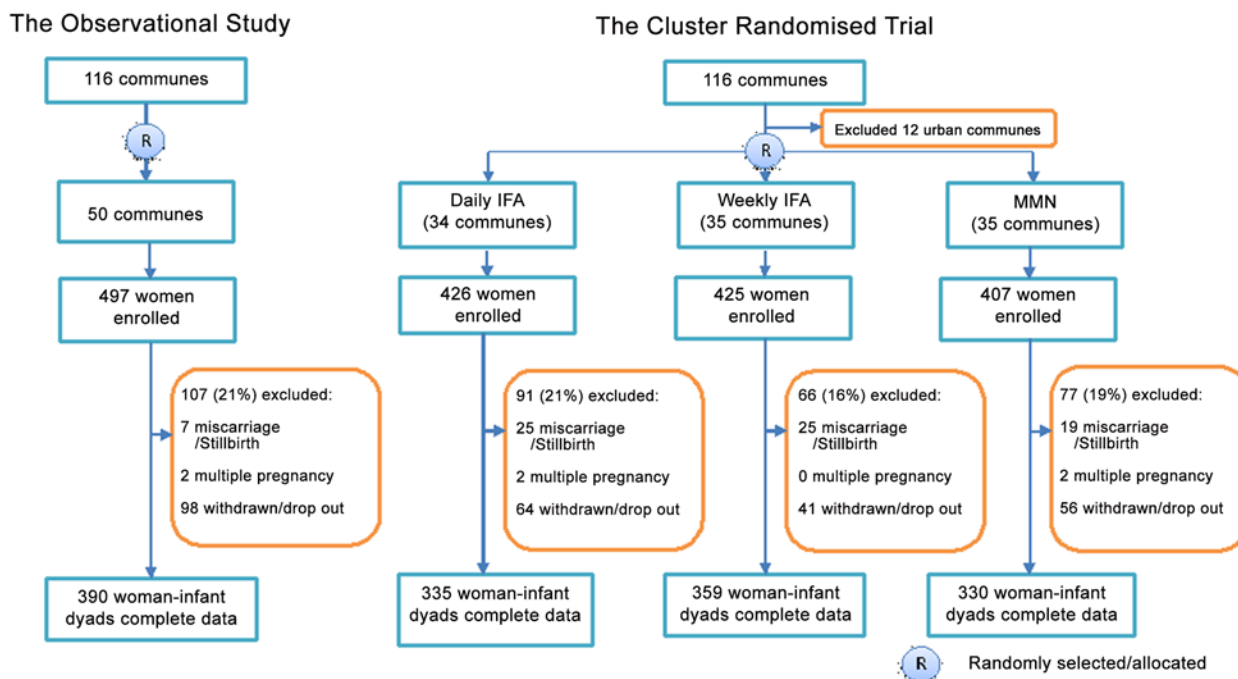 The Observational Study
116 communes
R
50 communes
497 women
enrolled
107 (21%) excluded:
7 miscarriage
/Stillbirth
2 multiple pregnancy
98 withdrawn/drop out
390 woman-infant
dyads complete data
The Cluster Randomised Trial
116 communes
Excluded 12 urban communes
R
Daily IFA
(34 communes)
426 women
enrolled
91 (21%) excluded:
25 miscarriage
/Stillbirth
2 multiple pregnancy
64 withdrawn/drop out
335 woman-infant
dyads complete data
Weekly IFA
(35 communes)
425 women
enrolled
66 (16%) excluded:
25 miscarriage
/Stillbirth
0 multiple pregnancy
41 withdrawn/drop out
359 woman-infant
dyads complete data
MMN
(35 communes)
407 women
enrolled
77 (19%) excluded:
19 miscarriage
/Stillbirth
2 multiple pregnancy
56 withdrawn/drop out
330 woman-infant
dyads complete data
R Randomly selected/allocated